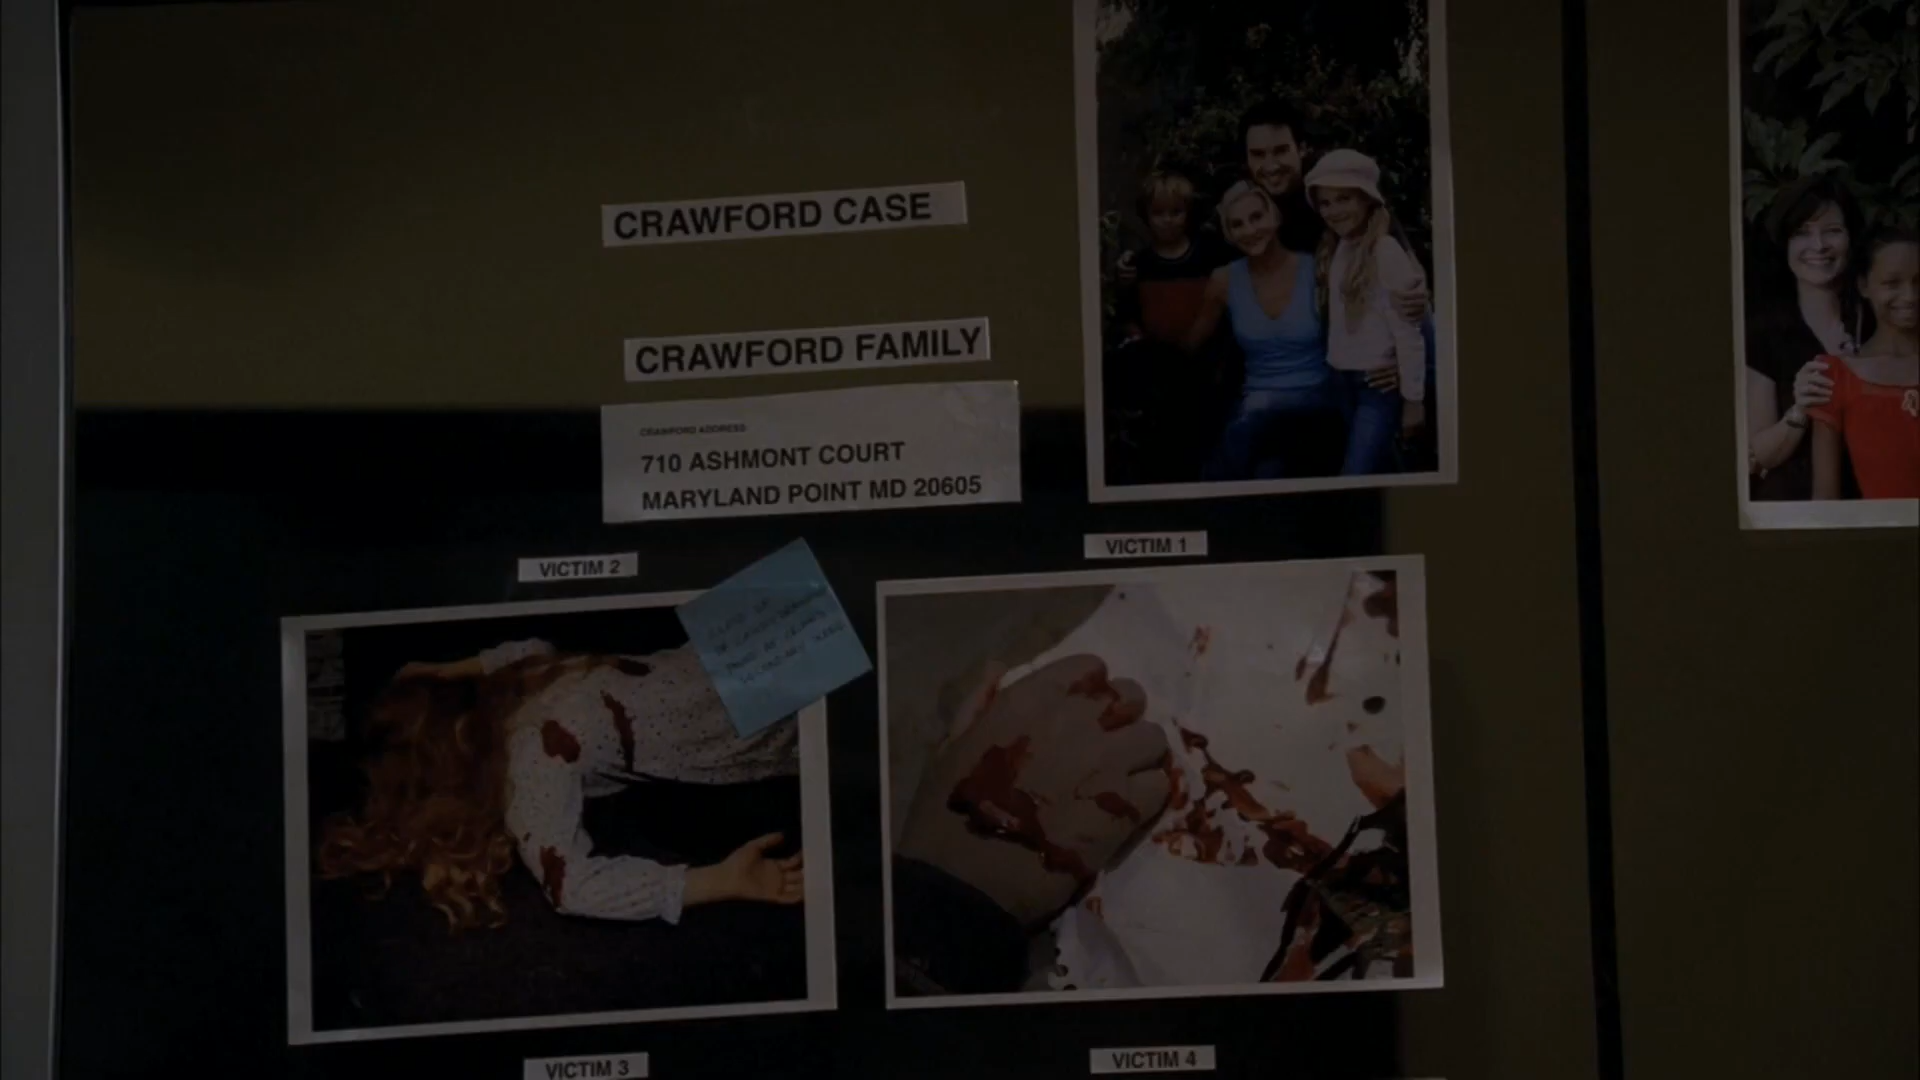 CRAWFORD CASE
CRAWFORD FAMILY
CRAWFORD ADDRESS
710 ASHMONT COURT
MARYLAND POINT MD 20605
VICTIM 2
VICTIM 1
VICTIM 3
VICTIM 4